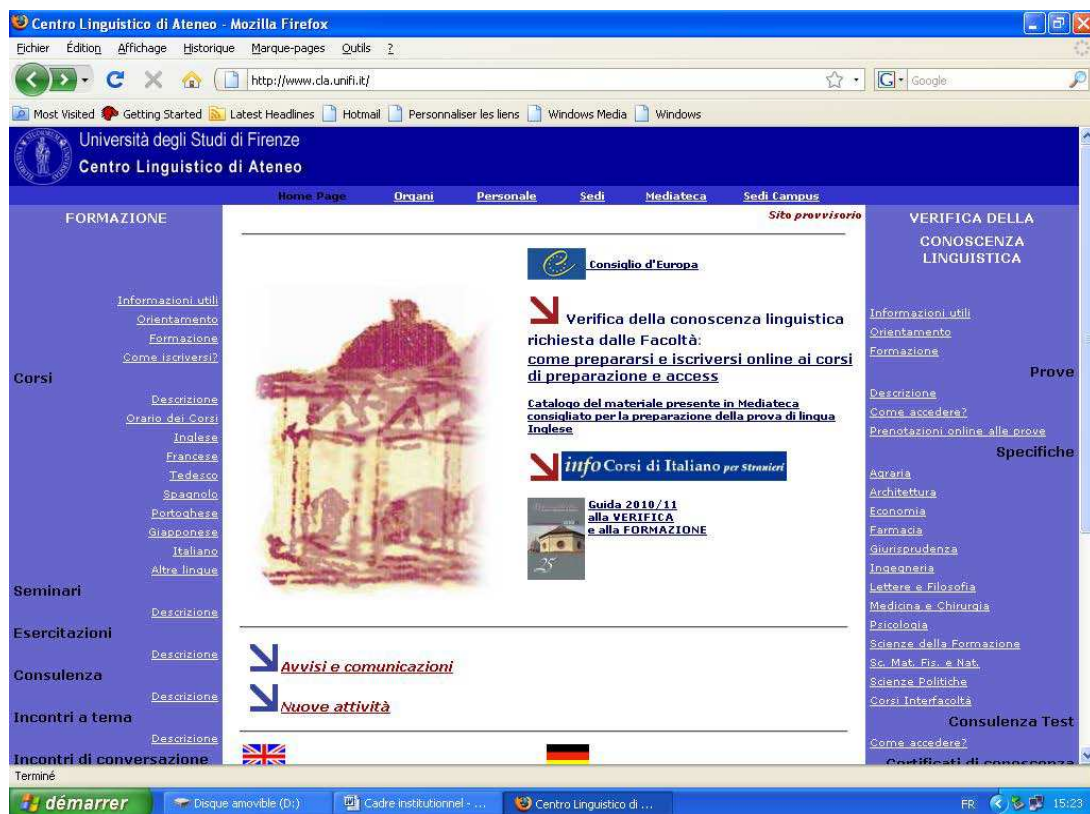 Centro Linguistico di Ateneo - Mozilla Firefox
Fichier Édition Affichage Historique Marque-pages Outils ?
http://www.cla.unifi.it/
Google
Most Visited Getting Started Latest Headlines Hotmail Personnaliser les liens Windows Media Windows
Università degli Studi di Firenze
Centro Linguistico di Ateneo
Home Page Organi Personale Sedi Mediateca Sedi Campus
FORMAZIONE
Informazioni utili
Orientamento
Formazione
Come iscriversi?
Corsi
Descrizione
Orario dei Corsi
Inglese
Francese
Tedesco
Spagnolo
Portoghese
Giapponese
Italiano
Altre lingue
Seminari
Descrizione
Esercitazioni
Descrizione
Consulenza
Descrizione
Incontri a tema
Descrizione
Incontri di conversazione
Sito provvisorio
Consiglio d'Europa
Verifica della conoscenza linguistica
richiesta dalle Facoltà:
come prepararsi e iscriversi online ai corsi
di preparazione e access
Catalogo del materiale presente in Mediateca
consigliato per la preparazione della prova di lingua
Inglese
info Corsi di Italiano per Stranieri
Guida 2010/11
alla VERIFICA
e alla FORMAZIONE
25
Avvisi e comunicazioni
Nuove attività
VERIFICA DELLA
CONOSCENZA
LINGUISTICA
Informazioni utili
Orientamento
Formazione
Prove
Descrizione
Come accedere?
Prenotazioni online alle prove
Specifiche
Agraria
Architettura
Economia
Farmacia
Giurisprudenza
Ingegneria
Lettere e Filosofia
Medicina e Chirurgia
Psicologia
Scienze della Formazione
Sc. Mat. Fis. e Nat.
Scienze Politiche
Corsi Interfacoltà
Consulenza Test
Come accedere?
Certificati di conoscenza
Terminé
démarrer Disque amovible (D:) Cadre institutionnel - ... Centro Linguistico di ... FR 15:23